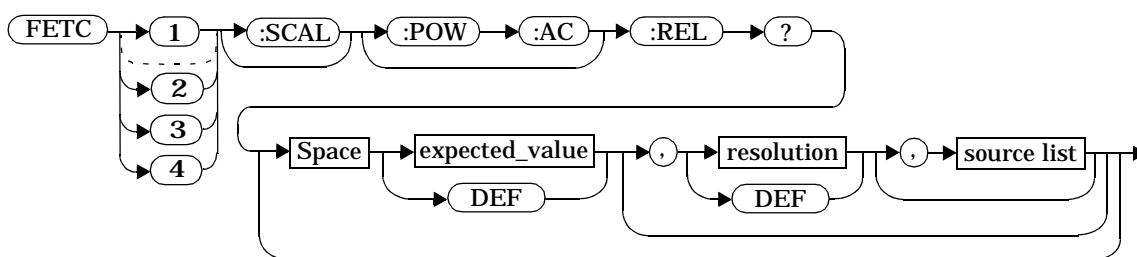 FETC 1 :SCAL :POW :AC :REL ?
2
3
4
Space expected_value , resolution , source list
DEF DEF